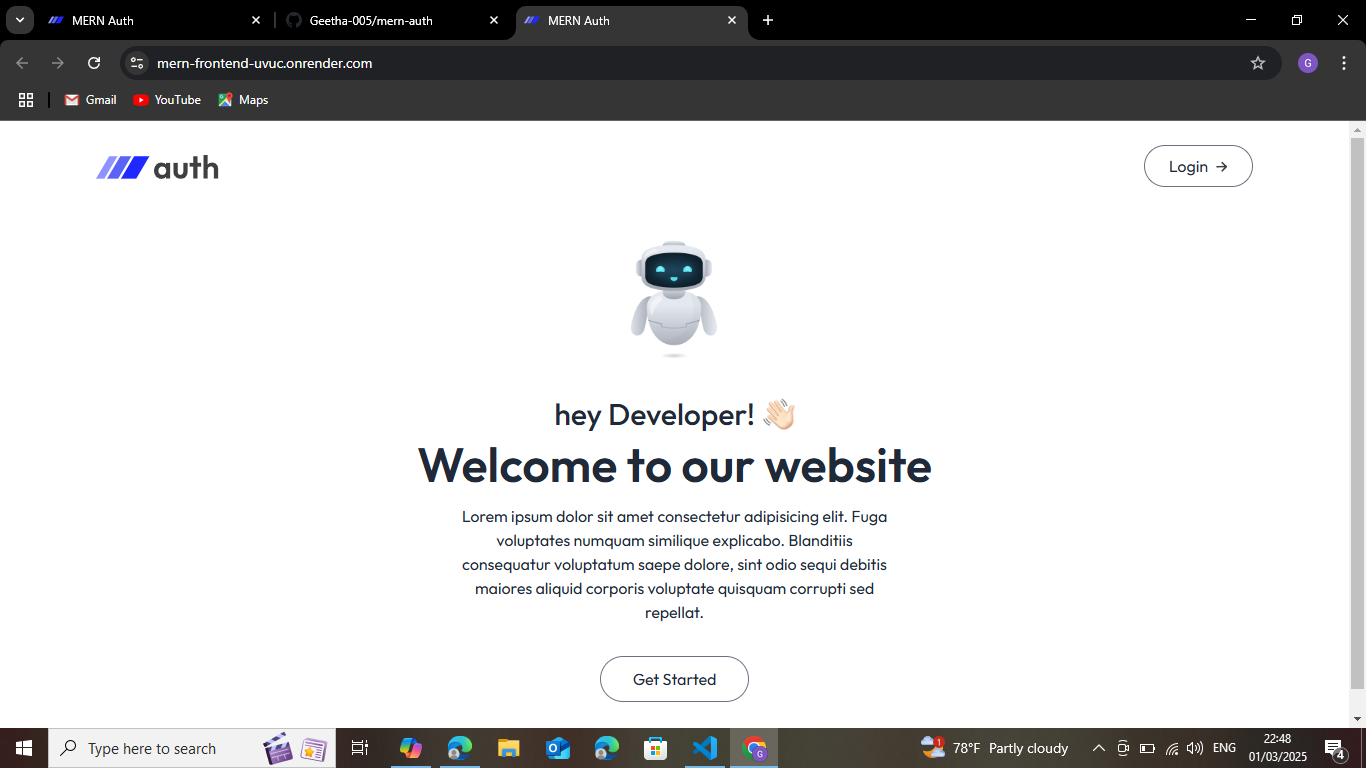 MERN Auth
Geetha-005/mern-auth
MERN Auth
mern-frontend-uvuc.onrender.com
G
Gmail
YouTube
Maps
auth
Login →
hey Developer! 👋🏻
Welcome to our website
Lorem ipsum dolor sit amet consectetur adipisicing elit. Fuga
voluptates numquam similique explicabo. Blanditiis
consequatur voluptatum saepe dolore, sint odio sequi debitis
maiores aliquid corporis voluptate quisquam corrupti sed
repellat.
Get Started
Type here to search
G
1
78°F Partly cloudy
ENG
22:48
01/03/2025
4